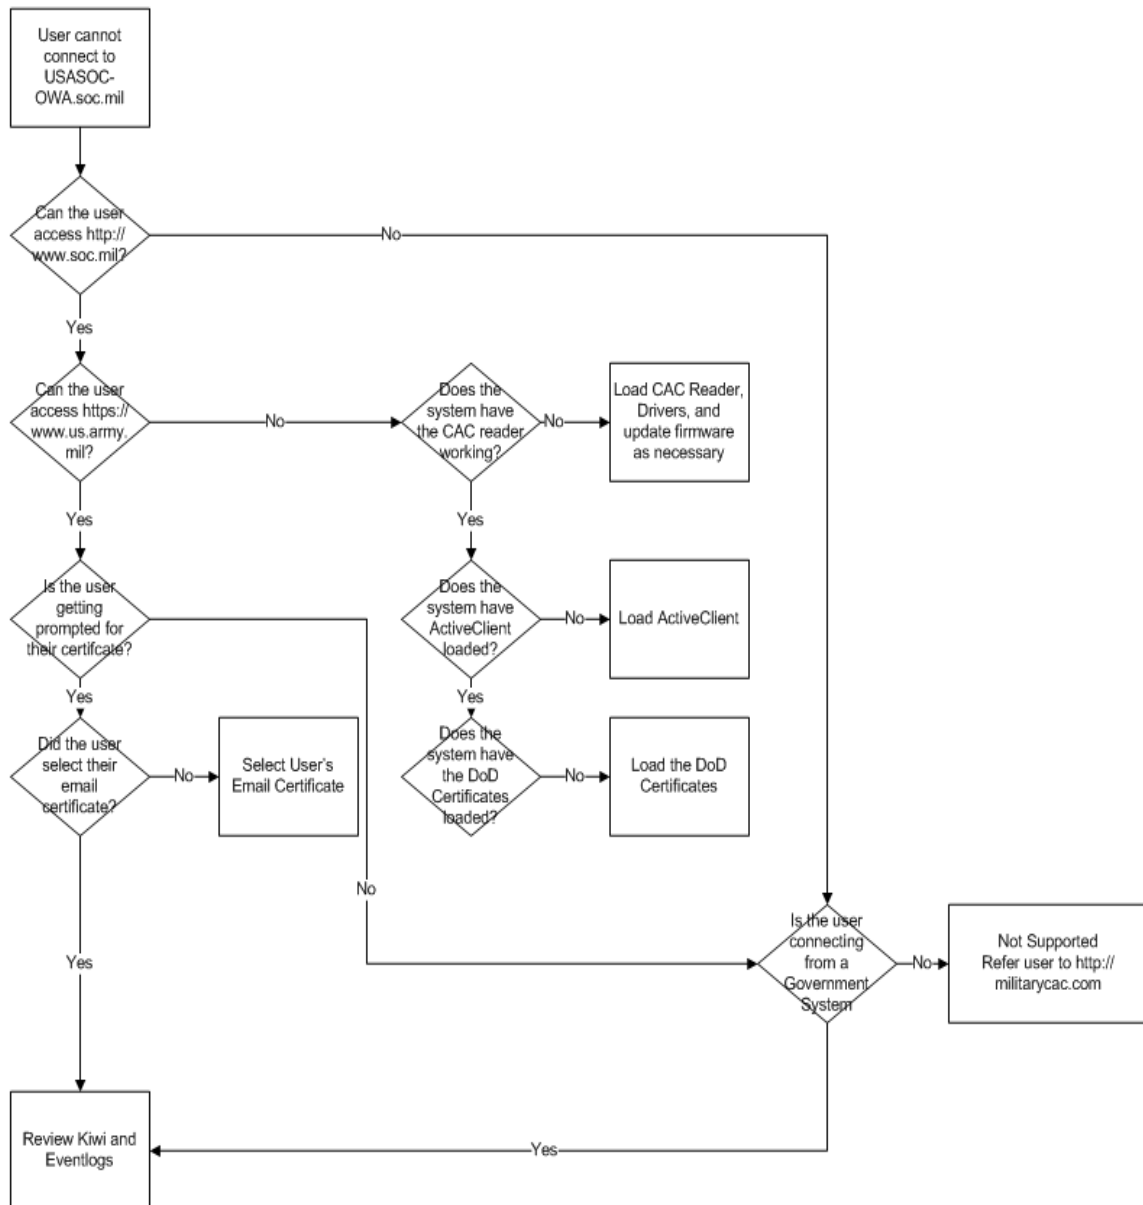 User cannot
connect to
USASOC-
OWA.soc.mil
Can the user
access http://
www.soc.mil?
No
Yes
Can the user
access https://
www.us.army.
mil?
No
Does the
system have
the CAC reader
working?
No
Load CAC Reader,
Drivers, and
update firmware
as necessary
Yes
Yes
Is the user
getting
prompted for
their certifcate?
Does the
system have
ActiveClient
loaded?
No
Load ActiveClient
Yes
Yes
Did the user
select their
email
certificate?
No
Select User's
Email Certificate
Does the
system have
the DoD
Certificates
loaded?
No
Load the DoD
Certificates
No
Yes
Is the user
connecting
from a
Government
System
No
Not Supported
Refer user to http://
militarycac.com
Review Kiwi and
Eventlogs
Yes